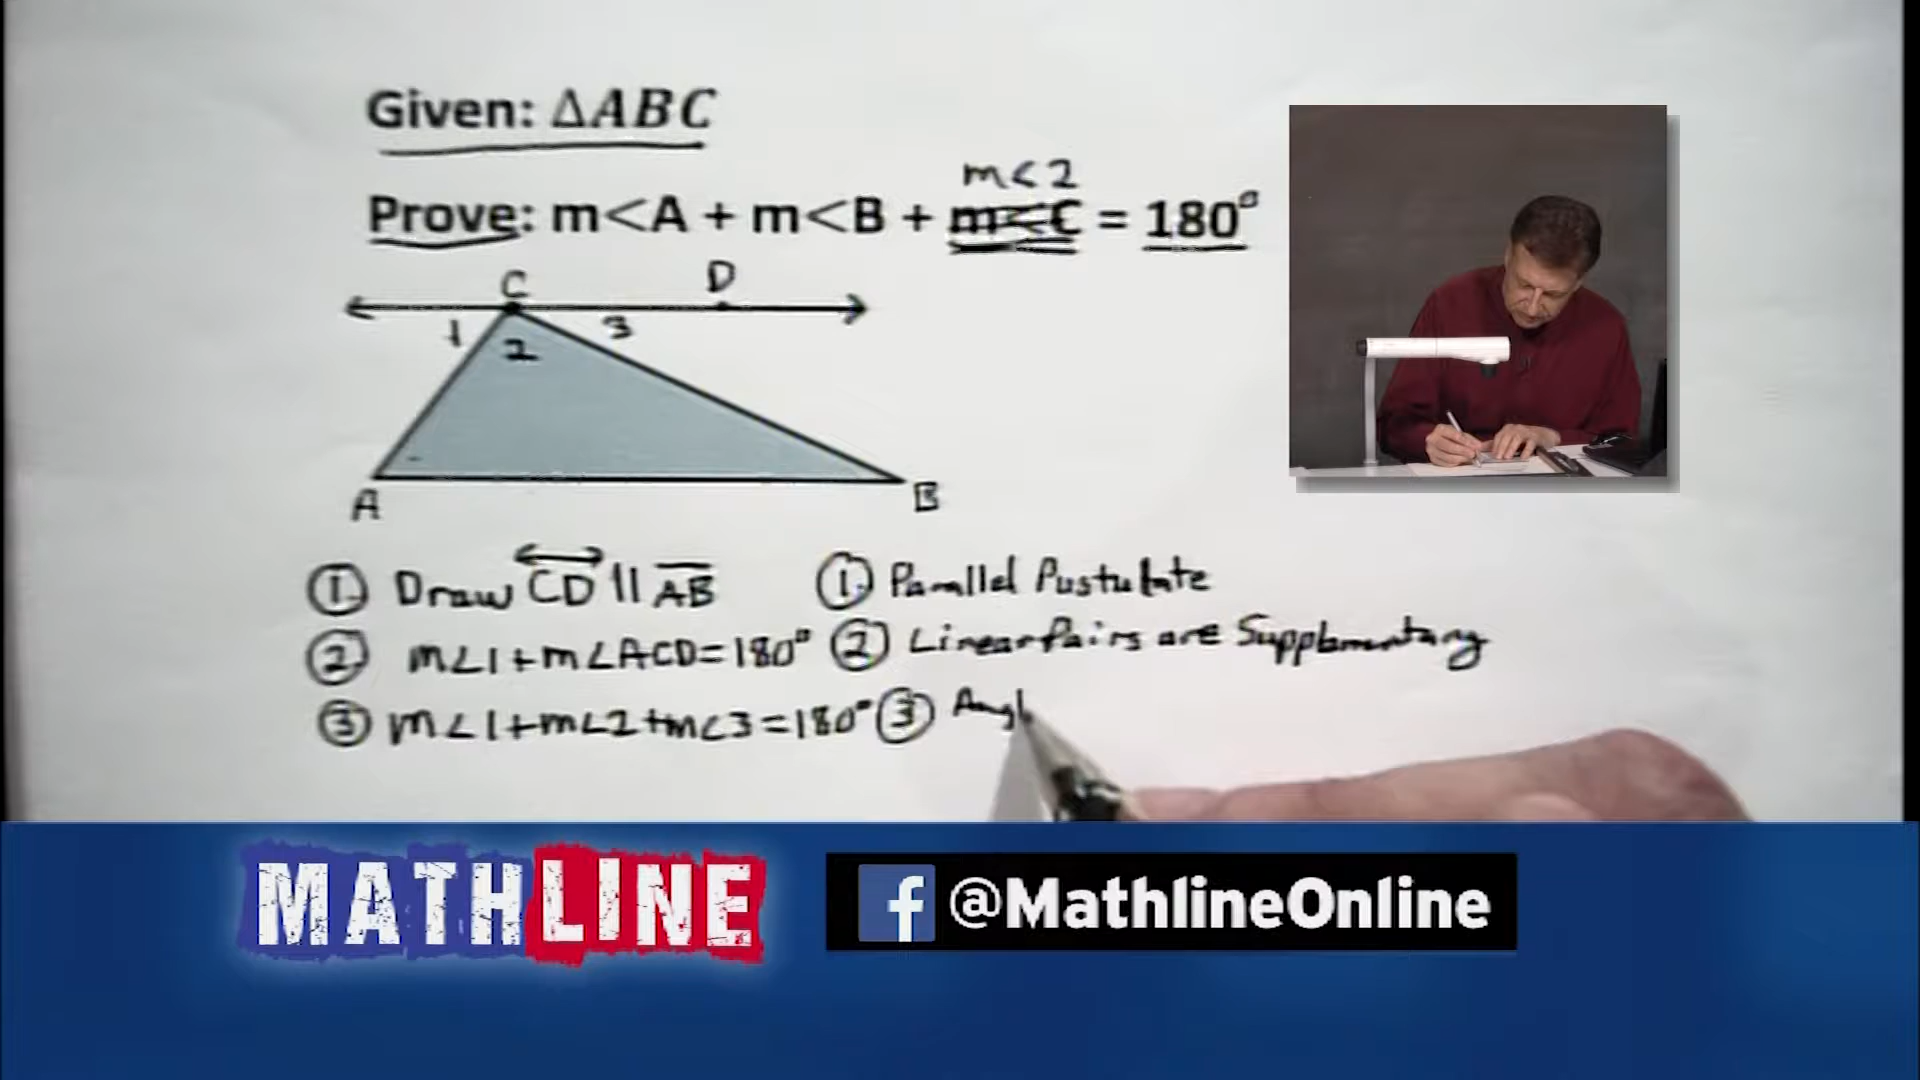 Given: ΔABC
m<2
Prove: m<A + m<B + m<C = 180°
C D
1 3
2
A B
① Draw CD || AB ① Parallel Postulate
② m∠1+m∠ACD=180° ② Linear Pairs are Supplementary
③ m∠1+m∠2+m∠3=180° ③ Angl
MATHLINE
f @MathlineOnline